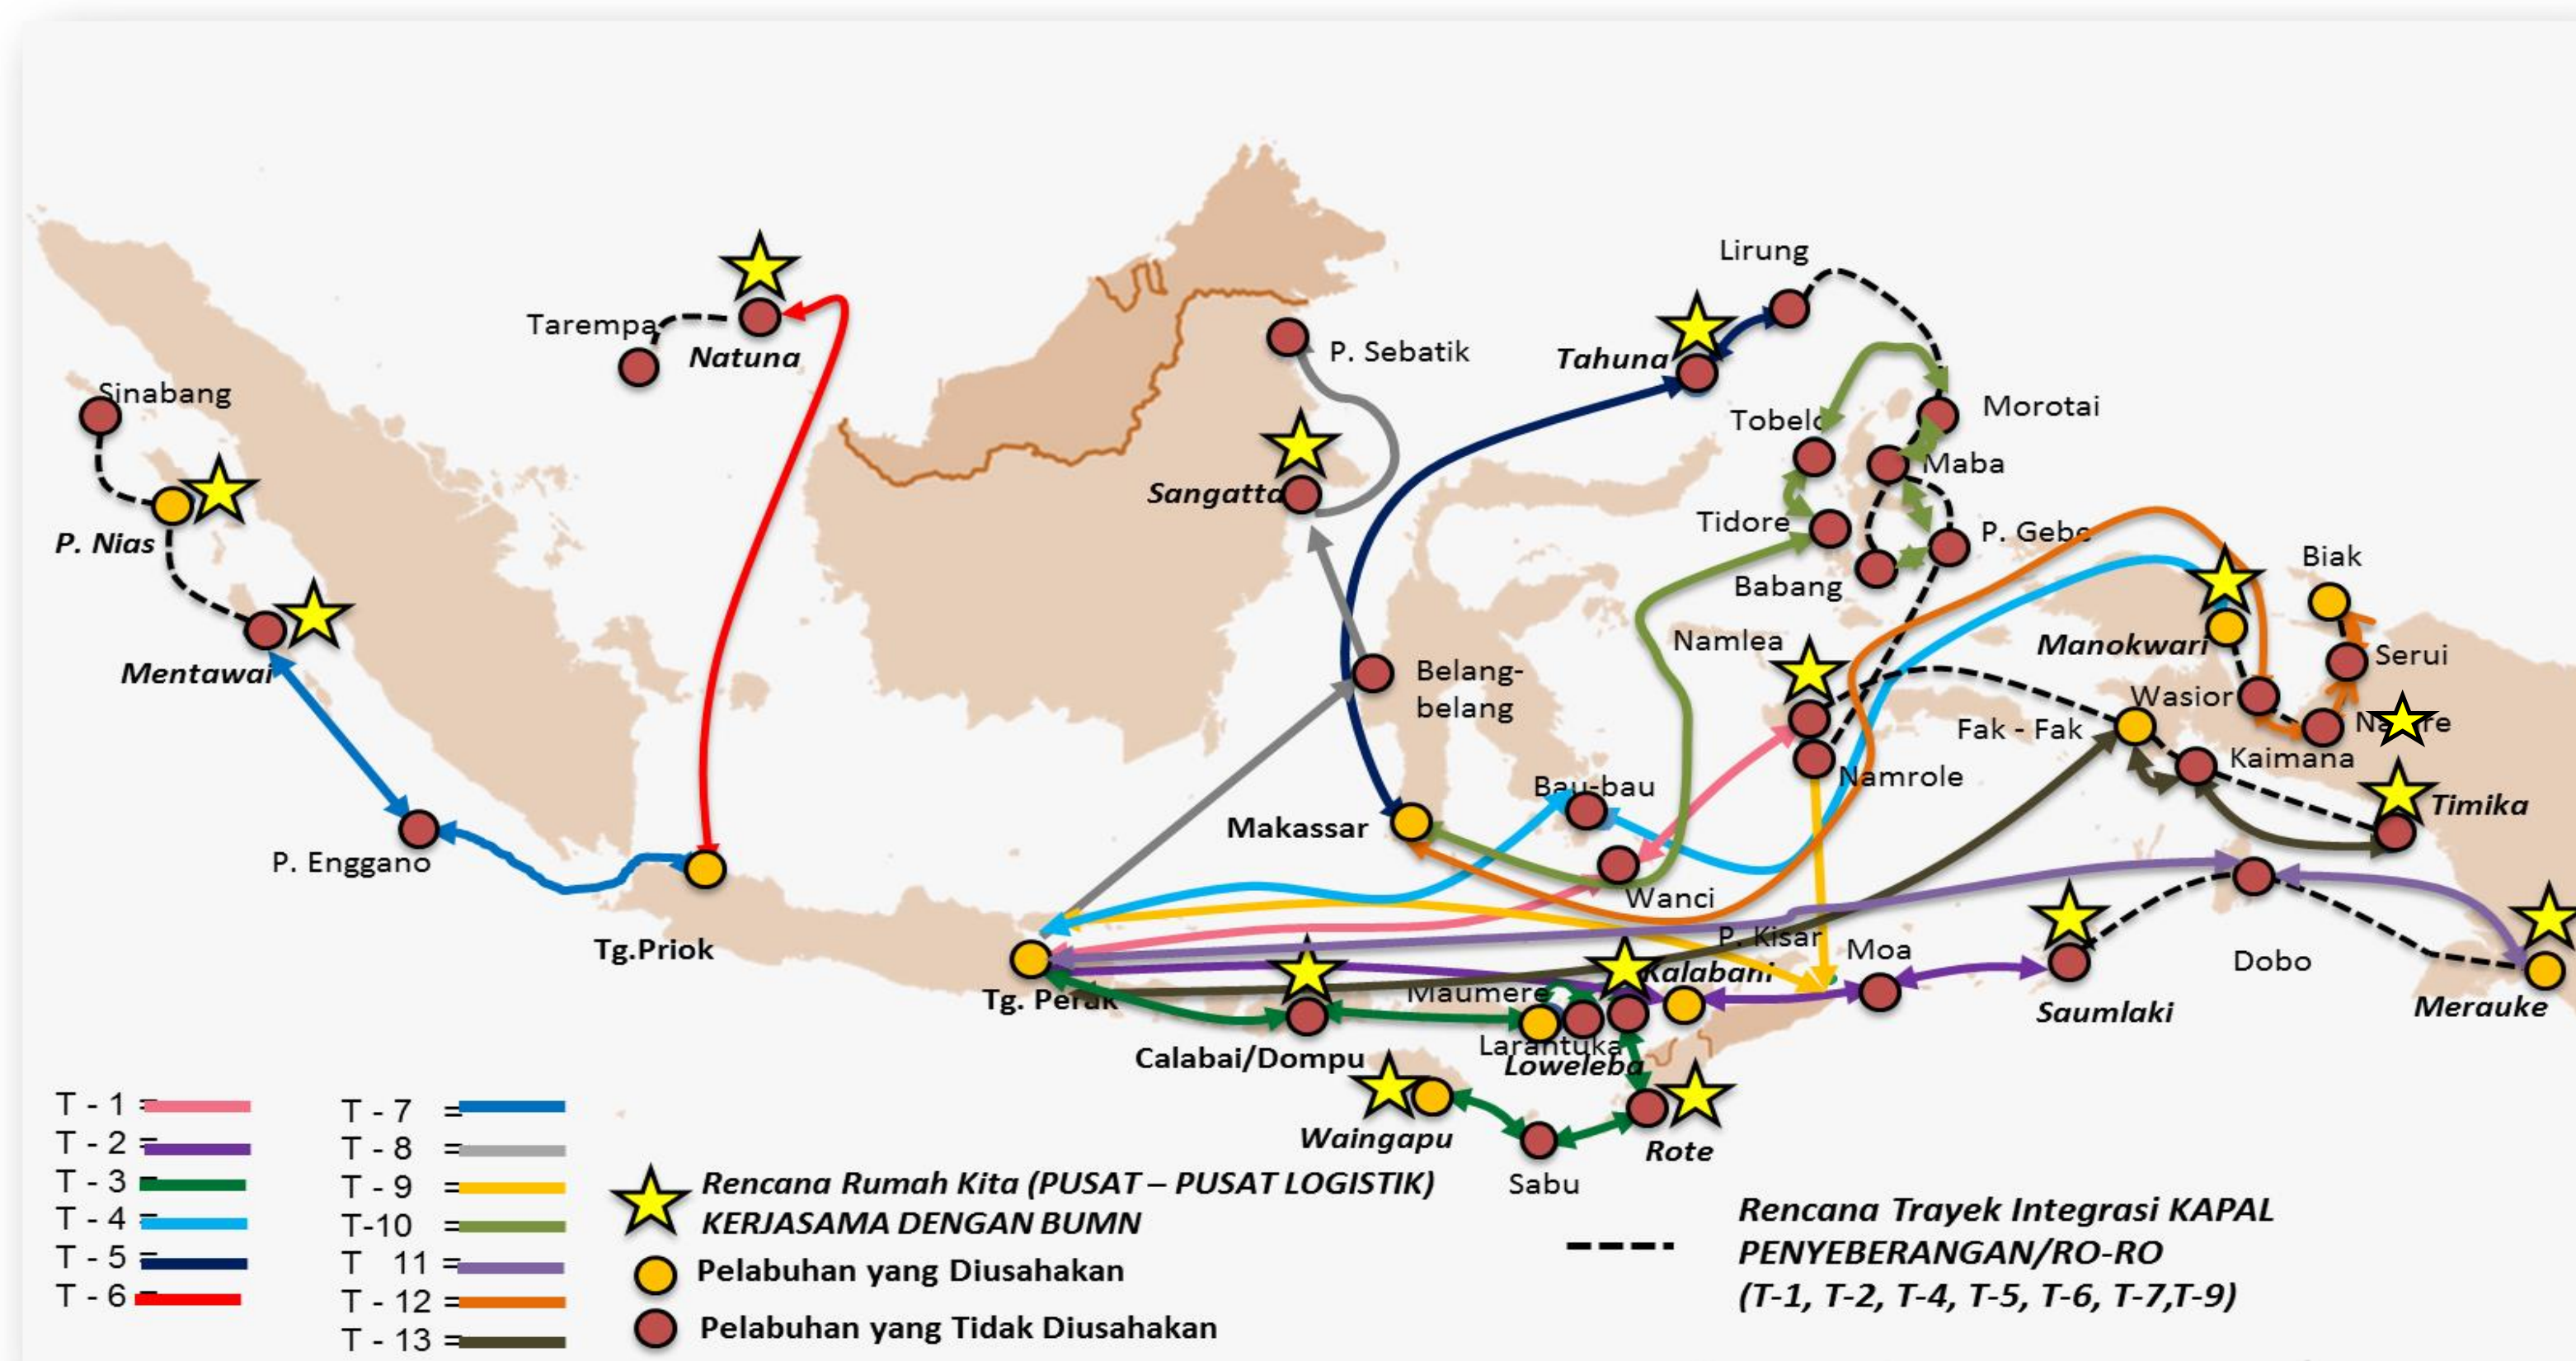 Lirung
Tarempa
Natuna
P. Sebatik
Tahuna
Sinabang
Tobelo
Morotai
Sangatta
Maba
P. Nias
Tidore
P. Gebe
Babang
Biak
Namlea
Manokwari
Serui
Mentawai
Belang-
belang
Wasior
Fak - Fak
Kaimana
Namrole
Bau-bau
Timika
Makassar
P. Enggano
Wanci
Tg.Priok
P. Kisar
Moa
Dobo
Kalabahi
Tg. Perak
Maumere
Saumlaki
Merauke
Larantuka
Calabai/Dompu
Loweleba
Waingapu
Rote
Sabu
T - 1 =
T - 2 =
T - 3 =
T - 4 =
T - 5 =
T - 6 =
T - 7 =
T - 8 =
T - 9 =
T-10 =
T 11 =
T - 12 =
T - 13 =
Rencana Rumah Kita (PUSAT – PUSAT LOGISTIK)
KERJASAMA DENGAN BUMN
Pelabuhan yang Diusahakan
Pelabuhan yang Tidak Diusahakan
Rencana Trayek Integrasi KAPAL
PENYEBERANGAN/RO-RO
(T-1, T-2, T-4, T-5, T-6, T-7,T-9)